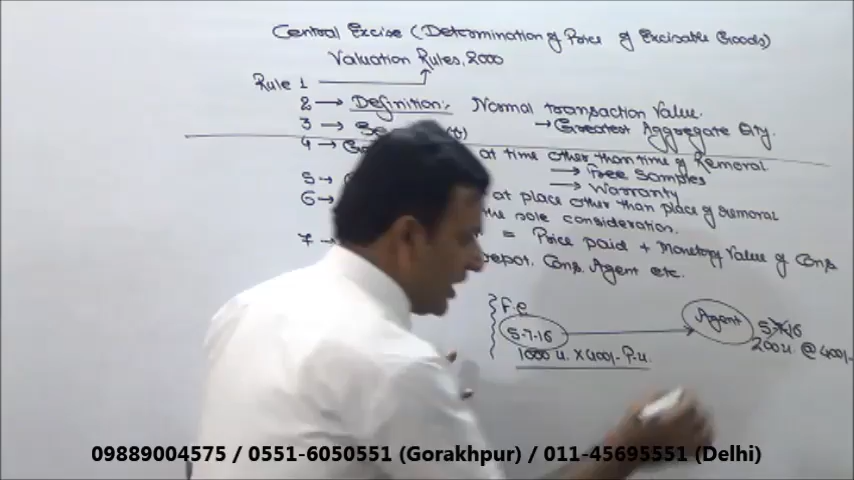 Central Excise (Determination of Price of Excisable Goods)
Valuation Rules, 2000
Rule 1
2 → Definition:- Normal transaction Value.
→ Greatest Aggregate Qty.
3 →
4 → at time other than time of Removal
→ Free Samples
→ Warranty
5 → at place other than place of removal
6 → the sole consideration.
= Price paid + Monetory Value of Cons
7 → Depot, Cons. Agent etc.
F.e
5-7-16 → Agent
1000 u. X 400/- P.u.
200 u. @ 400/-
09889004575 / 0551-6050551 (Gorakhpur) / 011-45695551 (Delhi)